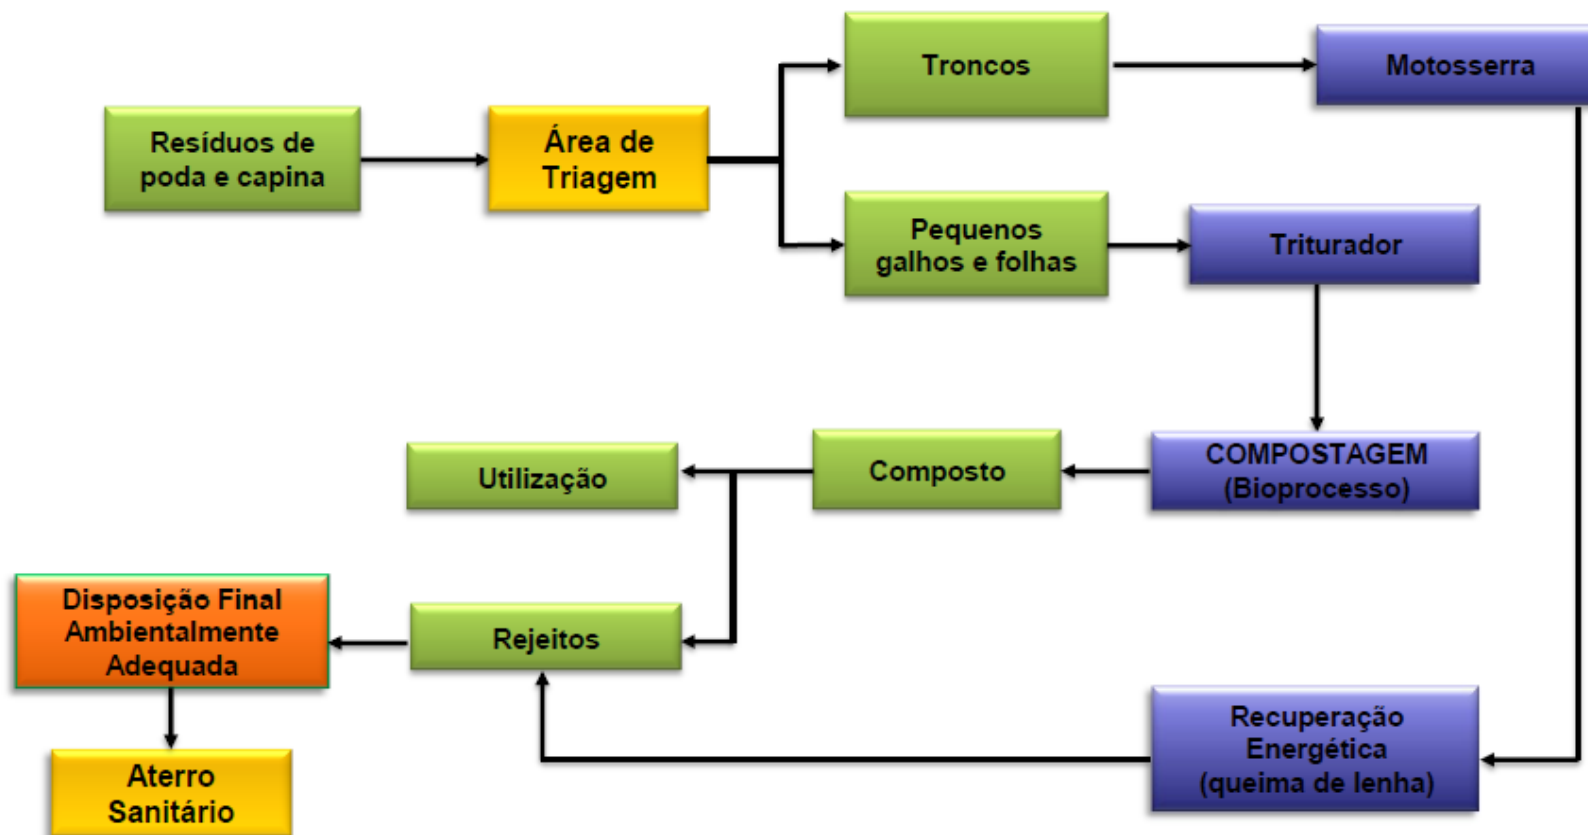 Troncos
Motosserra
Resíduos de
poda e capina
Área de
Triagem
Pequenos
galhos e folhas
Triturador
Utilização
Composto
COMPOSTAGEM
(Bioprocesso)
Disposição Final
Ambientalmente
Adequada
Rejeitos
Recuperação
Energética
(queima de lenha)
Aterro
Sanitário